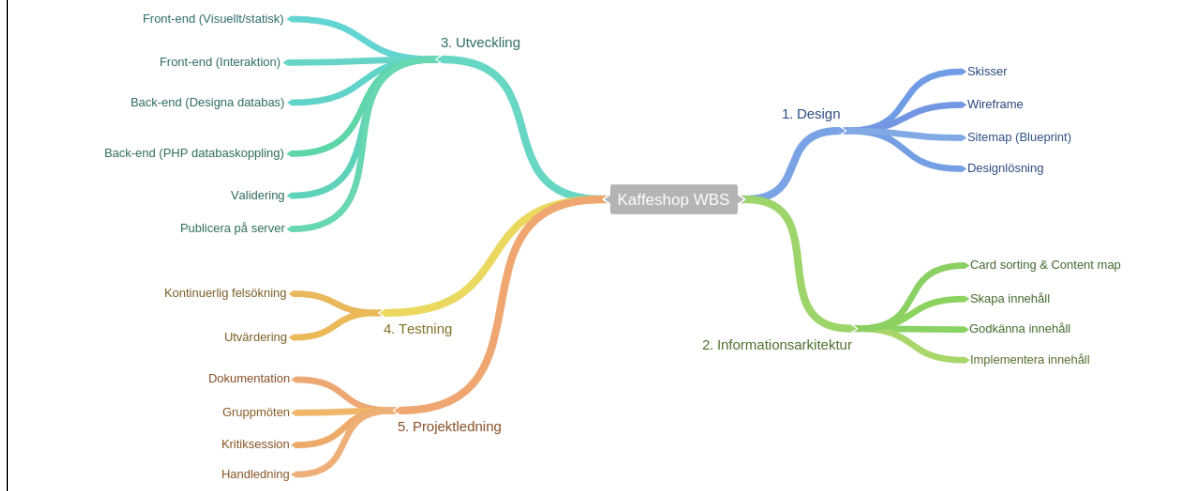 Kaffeshop WBS
1. Design
Skisser
Wireframe
Sitemap (Blueprint)
Designlösning
2. Informationsarkitektur
Card sorting & Content map
Skapa innehåll
Godkänna innehåll
Implementera innehåll
3. Utveckling
Front-end (Visuellt/statisk)
Front-end (Interaktion)
Back-end (Designa databas)
Back-end (PHP databaskoppling)
Validering
Publicera på server
4. Testning
Kontinuerlig felsökning
Utvärdering
5. Projektledning
Dokumentation
Gruppmöten
Kritiksession
Handledning